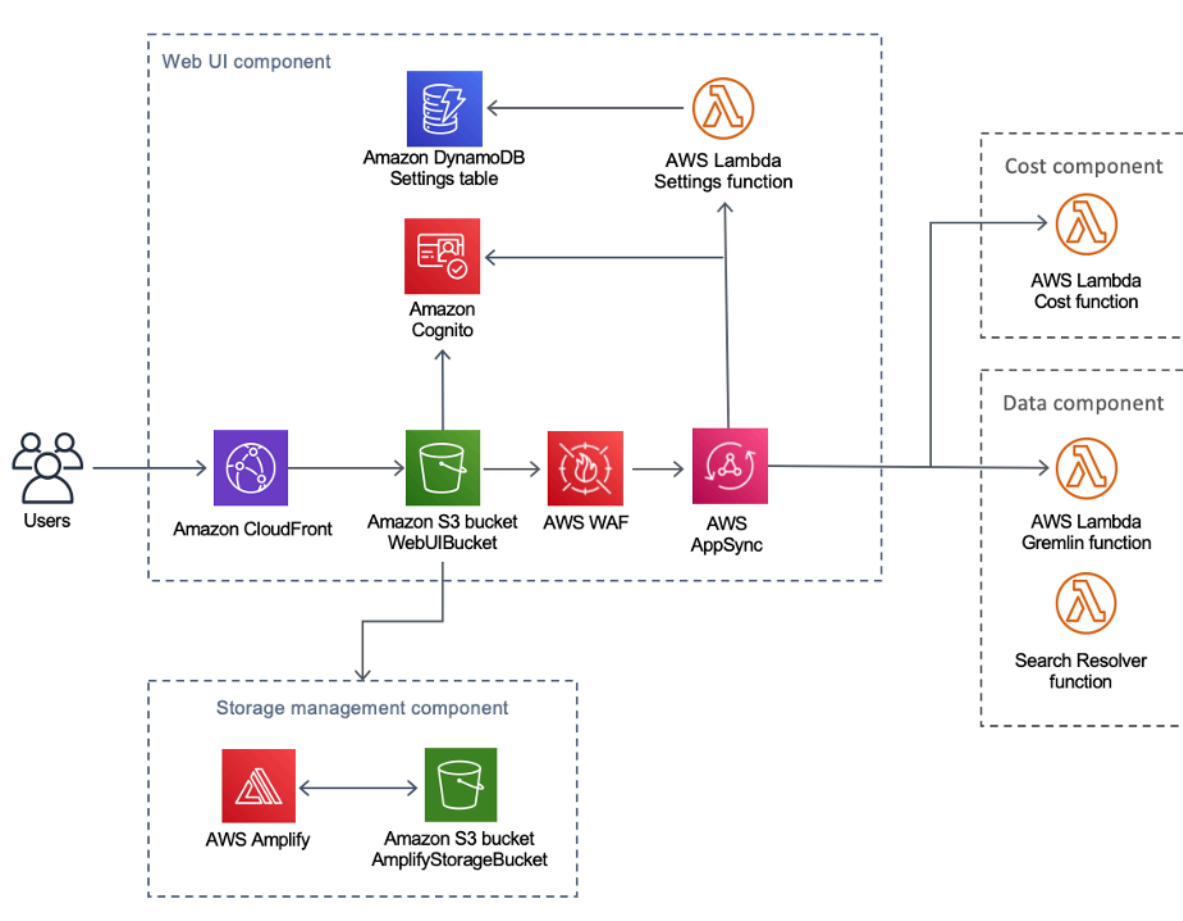 Web UI component
Amazon DynamoDB
Settings table
AWS Lambda
Settings function
Cost component
AWS Lambda
Cost function
Amazon
Cognito
Data component
Users
Amazon CloudFront
Amazon S3 bucket
WebUIBucket
AWS WAF
AWS
AppSync
AWS Lambda
Gremlin function
Search Resolver
function
Storage management component
AWS Amplify
Amazon S3 bucket
AmplifyStorageBucket